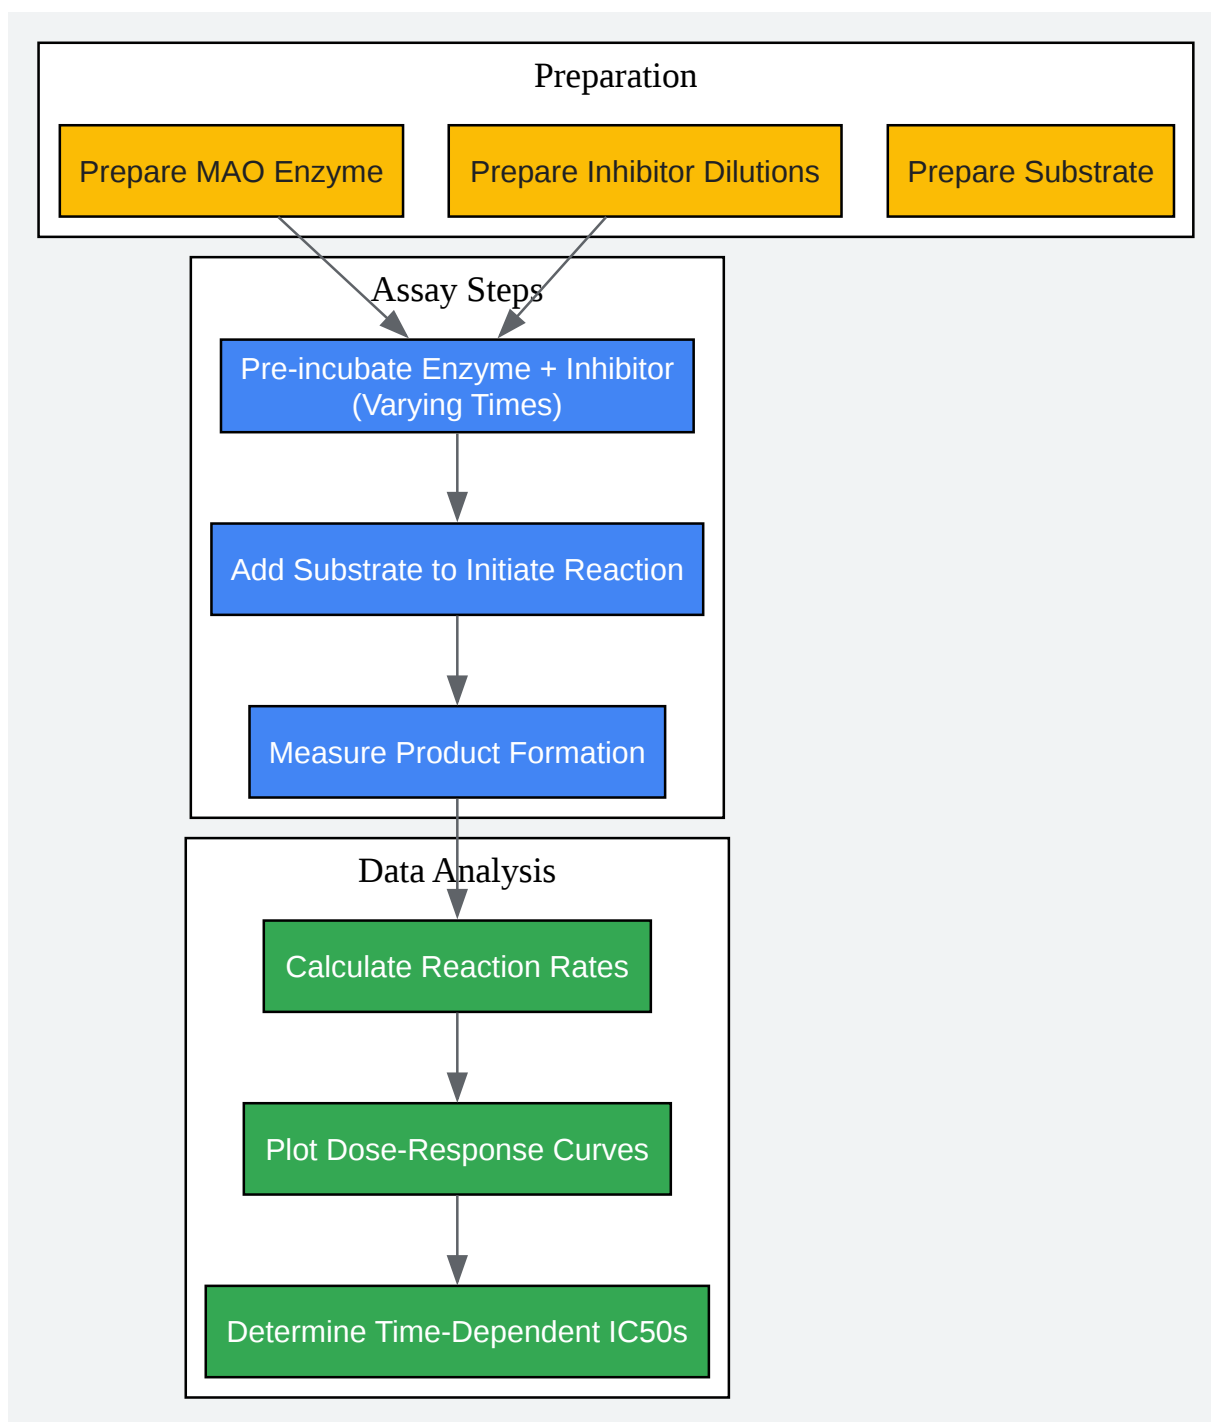 Preparation
Prepare MAO Enzyme
Prepare Inhibitor Dilutions
Prepare Substrate
Assay Steps
Pre-incubate Enzyme + Inhibitor
(Varying Times)
Add Substrate to Initiate Reaction
Measure Product Formation
Data Analysis
Calculate Reaction Rates
Plot Dose-Response Curves
Determine Time-Dependent IC50s